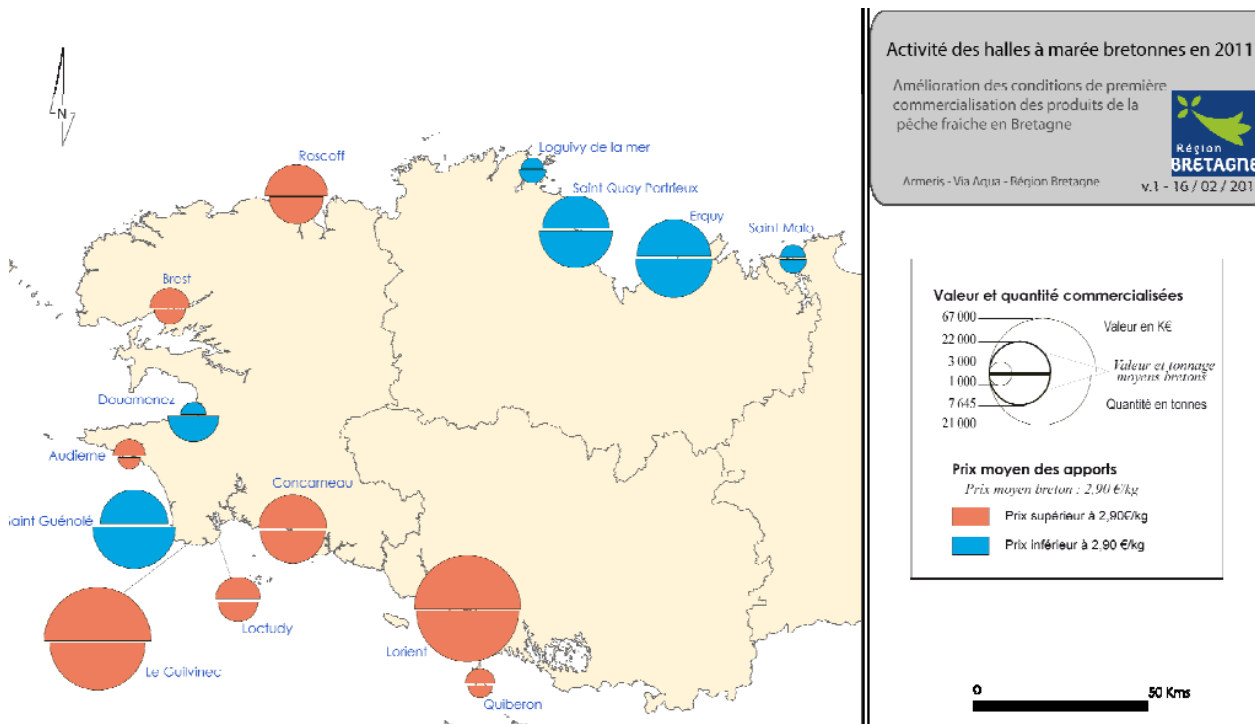 Activité des halles à marée bretonnes en 2011
Amélioration des conditions de première
commercialisation des produits de la
pêche fraiche en Bretagne
Région
BRETAGNE
Armeris - Via Aqua - Région Bretagne
v.1 - 16 / 02 / 201
N
Roscoff
Loguivy de la mer
Saint Quay Portrieux
Erquy
Saint Malo
Brest
Douarnenez
Audierne
Concarneau
Saint Guénolé
Loctudy
Lorient
Le Guilvinec
Quiberon
Valeur et quantité commercialisées
67 000
Valeur en K€
22 000
3 000
Valeur et tonnage
moyens bretons
1 000
7 645
Quantité en tonnes
21 000
Prix moyen des apports
Prix moyen breton : 2,90 €/kg
Prix supérieur à 2,90€/kg
Prix inférieur à 2,90 €/kg
0
50 Kms